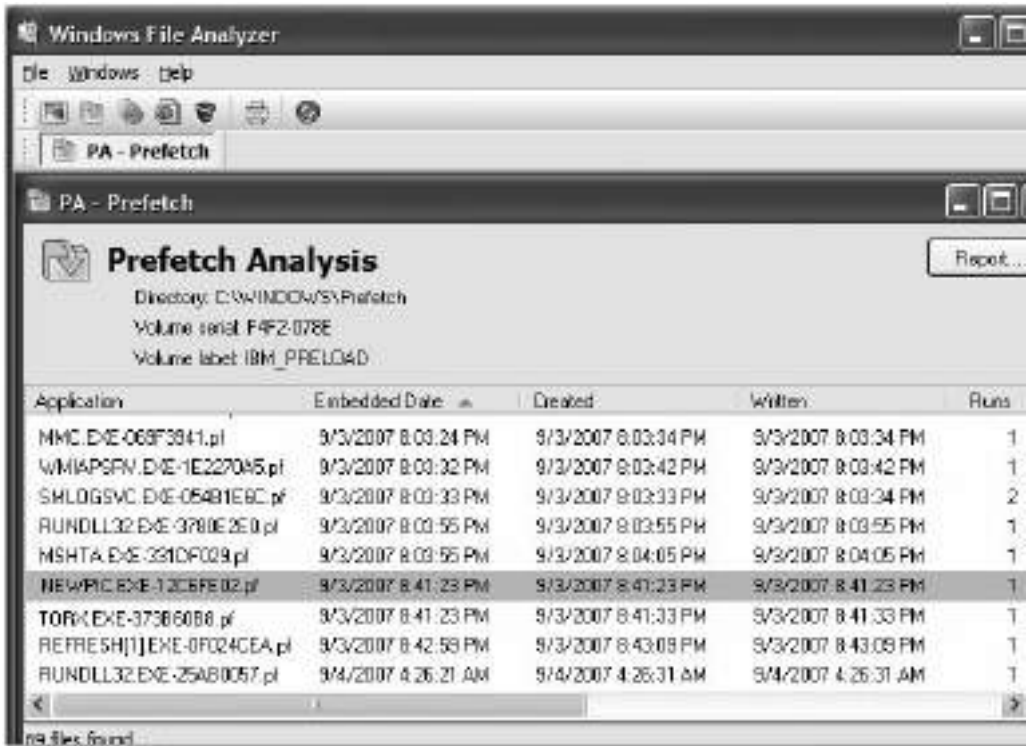 Windows File Analyzer
File Windows Help
PA - Prefetch
PA - Prefetch
Prefetch Analysis
Report...
Directory: C:\WINDOWS\Prefetch
Volume serial: F4F2-078E
Volume label: IBM_PRELOAD
Application Embedded Date Created Written Runs
MMC.EXE-069F3941.pf 9/3/2007 8:03:24 PM 9/3/2007 8:03:34 PM 9/3/2007 8:03:34 PM 1
WMIAPSRV.EXE-1E2270A5.pf 9/3/2007 8:03:32 PM 9/3/2007 8:03:42 PM 9/3/2007 8:03:42 PM 1
SMLOGSVC.EXE-05481E6C.pf 9/3/2007 8:03:33 PM 9/3/2007 8:03:33 PM 9/3/2007 8:03:34 PM 2
RUNDLL32.EXE-3780E2E0.pf 9/3/2007 8:03:55 PM 9/3/2007 8:03:55 PM 9/3/2007 8:03:55 PM 1
MSHTA.EXE-331DF029.pf 9/3/2007 8:03:56 PM 9/3/2007 8:04:05 PM 9/3/2007 8:04:05 PM 1
NEWPIC.EXE-12C6FE02.pf 9/3/2007 8:41:23 PM 9/3/2007 8:41:23 PM 9/3/2007 8:41:23 PM 1
TORX.EXE-373B60B8.pf 9/3/2007 8:41:23 PM 9/3/2007 8:41:33 PM 9/3/2007 8:41:33 PM 1
REFRESH[1].EXE-0F024CEA.pf 9/3/2007 8:42:59 PM 9/3/2007 8:43:09 PM 9/3/2007 8:43:09 PM 1
RUNDLL32.EXE-25AB0057.pf 9/4/2007 4:26:21 AM 9/4/2007 4:26:31 AM 9/4/2007 4:26:31 AM 1
files found